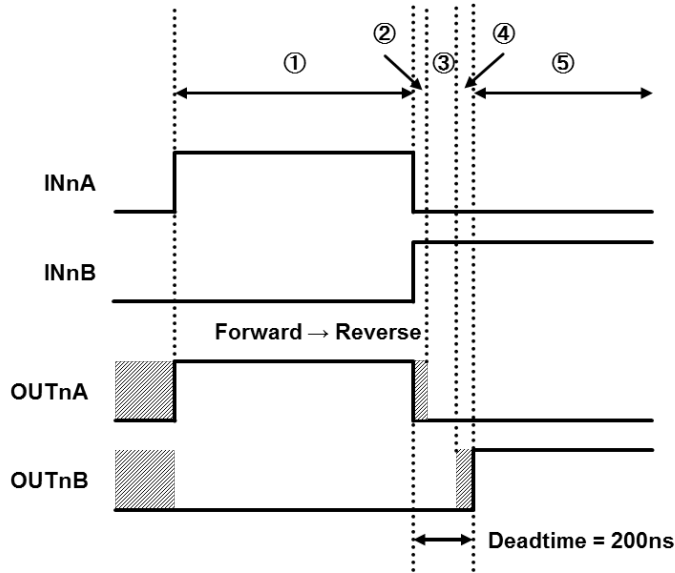 ② ④
① ③ ⑤
INnA
INnB
Forward → Reverse
OUTnA
OUTnB
Deadtime = 200ns